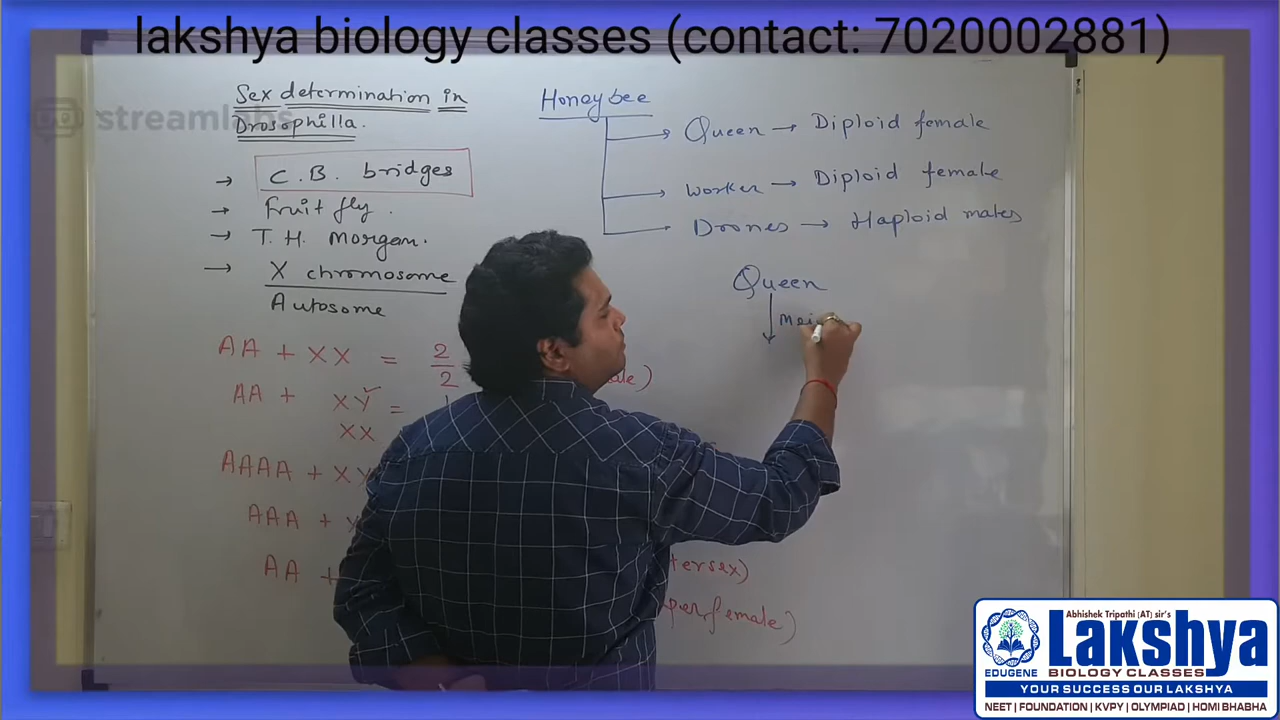 lakshya biology classes (contact: 7020002881)
streamlabs
Sex determination in
Drosophilla.
→ C.B. bridges
→ Fruit fly.
→ T. H. Morgan.
→ X chromosome
Autosome
AA + XX = 2/2
AA + XY =
XX
AAAA + XX
AAA +
AA +
Honeybee
Queen → Diploid female
Worker → Diploid female
Drones → Haploid males
Queen
Abhishek Tripathi (AT) sir's
Lakshya
EDUGENE
BIOLOGY CLASSES
YOUR SUCCESS OUR LAKSHYA
NEET | FOUNDATION | KVPY | OLYMPIAD | HOMI BHABHA